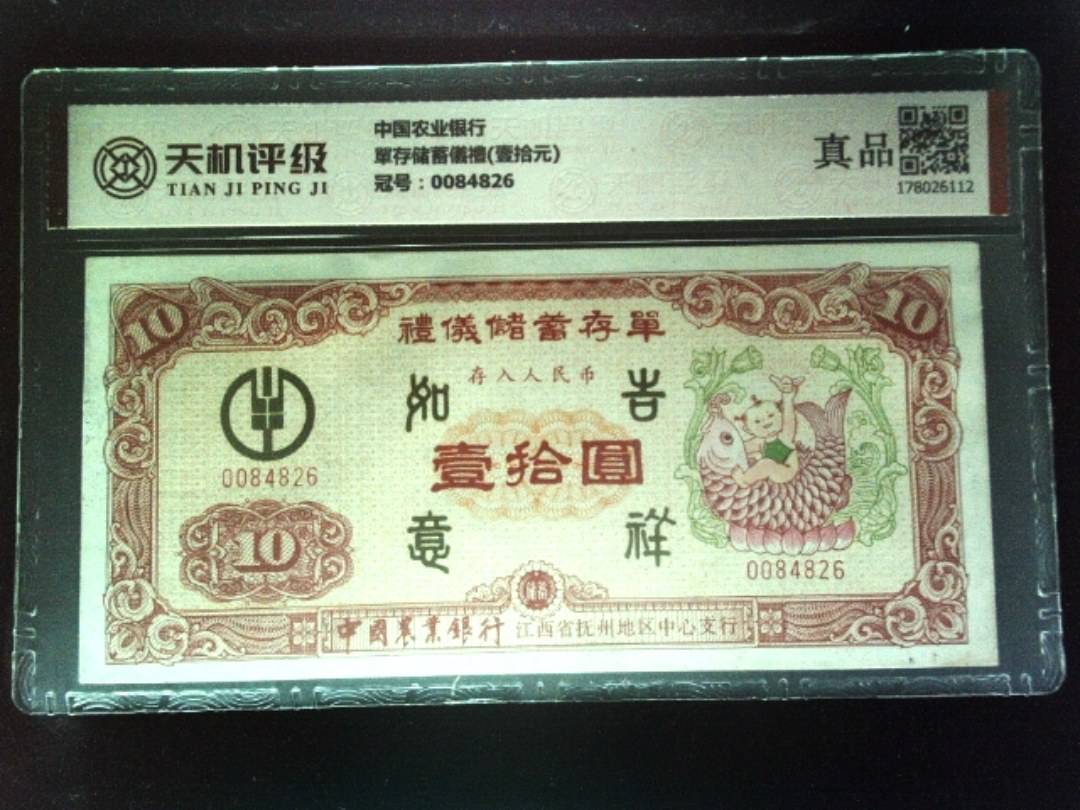 天机评级
TIAN JI PING JI
中国农业银行
單存储蓄儀禮(壹拾元)
冠号：0084826
真品
178026112
10
10
禮儀儲蓄存單
存入人民币
如
吉
壹拾圓
意
祥
0084826
10
0084826
中國農業銀行 江西省抚州地区中心支行